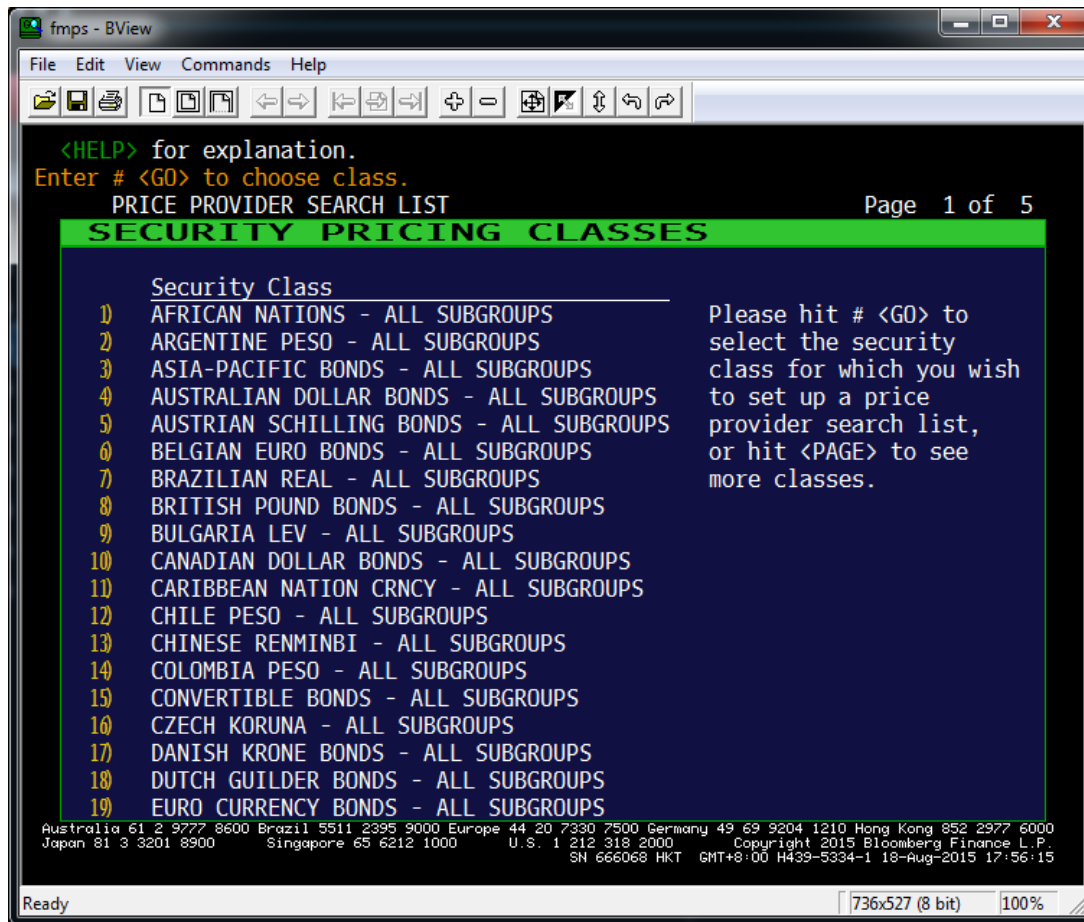 fmps - BView
File Edit View Commands Help
<HELP> for explanation.
Enter # <GO> to choose class.
PRICE PROVIDER SEARCH LIST Page 1 of 5
SECURITY PRICING CLASSES
Security Class
1) AFRICAN NATIONS - ALL SUBGROUPS Please hit # <GO> to
2) ARGENTINE PESO - ALL SUBGROUPS select the security
3) ASIA-PACIFIC BONDS - ALL SUBGROUPS class for which you wish
4) AUSTRALIAN DOLLAR BONDS - ALL SUBGROUPS to set up a price
5) AUSTRIAN SCHILLING BONDS - ALL SUBGROUPS provider search list,
6) BELGIAN EURO BONDS - ALL SUBGROUPS or hit <PAGE> to see
7) BRAZILIAN REAL - ALL SUBGROUPS more classes.
8) BRITISH POUND BONDS - ALL SUBGROUPS
9) BULGARIA LEV - ALL SUBGROUPS
10) CANADIAN DOLLAR BONDS - ALL SUBGROUPS
11) CARIBBEAN NATION CRNCY - ALL SUBGROUPS
12) CHILE PESO - ALL SUBGROUPS
13) CHINESE RENMINBI - ALL SUBGROUPS
14) COLOMBIA PESO - ALL SUBGROUPS
15) CONVERTIBLE BONDS - ALL SUBGROUPS
16) CZECH KORUNA - ALL SUBGROUPS
17) DANISH KRONE BONDS - ALL SUBGROUPS
18) DUTCH GUILDER BONDS - ALL SUBGROUPS
19) EURO CURRENCY BONDS - ALL SUBGROUPS
Australia 61 2 9777 8600 Brazil 5511 2395 9000 Europe 44 20 7330 7500 Germany 49 69 9204 1210 Hong Kong 852 2977 6000
Japan 81 3 3201 8900 Singapore 65 6212 1000 U.S. 1 212 318 2000 Copyright 2015 Bloomberg Finance L.P.
SN 666068 HKT GMT+8:00 H439-5334-1 18-Aug-2015 17:56:15
Ready 736x527 (8 bit) 100%